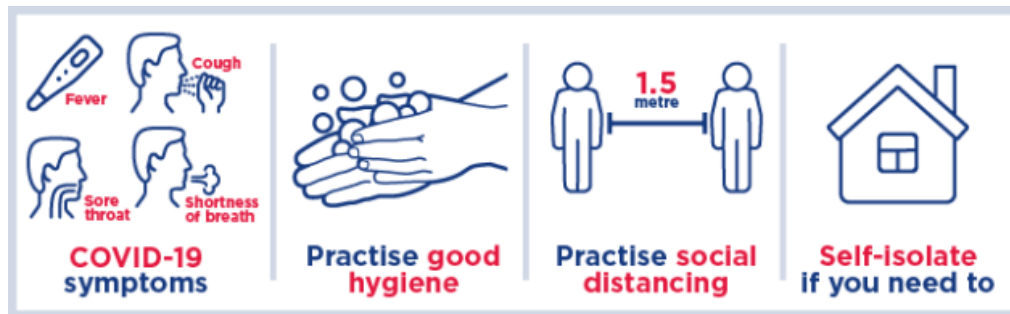 Fever
Cough
Sore
throat
Shortness
of breath
COVID-19
symptoms
Practise good
hygiene
1.5
metre
Practise social
distancing
Self-isolate
if you need to